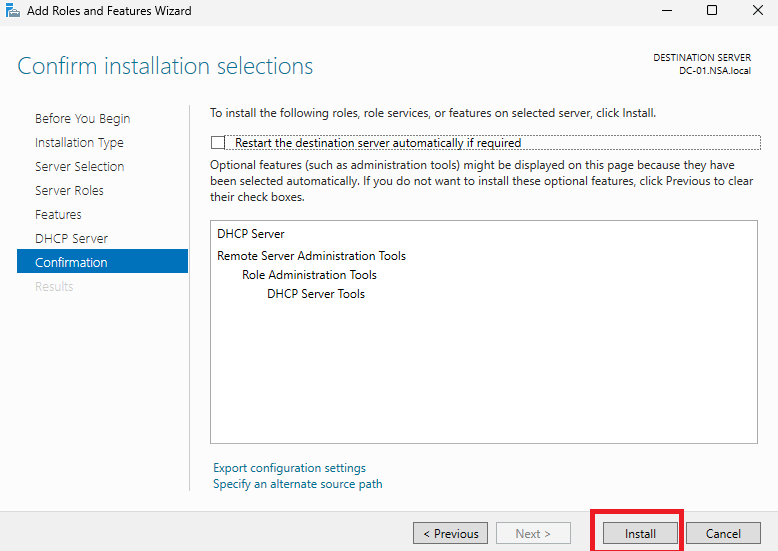 Add Roles and Features Wizard
Confirm installation selections
DESTINATION SERVER
DC-01.NSA.local
Before You Begin
Installation Type
Server Selection
Server Roles
Features
DHCP Server
Confirmation
Results
To install the following roles, role services, or features on selected server, click Install.
Restart the destination server automatically if required
Optional features (such as administration tools) might be displayed on this page because they have
been selected automatically. If you do not want to install these optional features, click Previous to clear
their check boxes.
DHCP Server
Remote Server Administration Tools
Role Administration Tools
DHCP Server Tools
Export configuration settings
Specify an alternate source path
< Previous
Next >
Install
Cancel